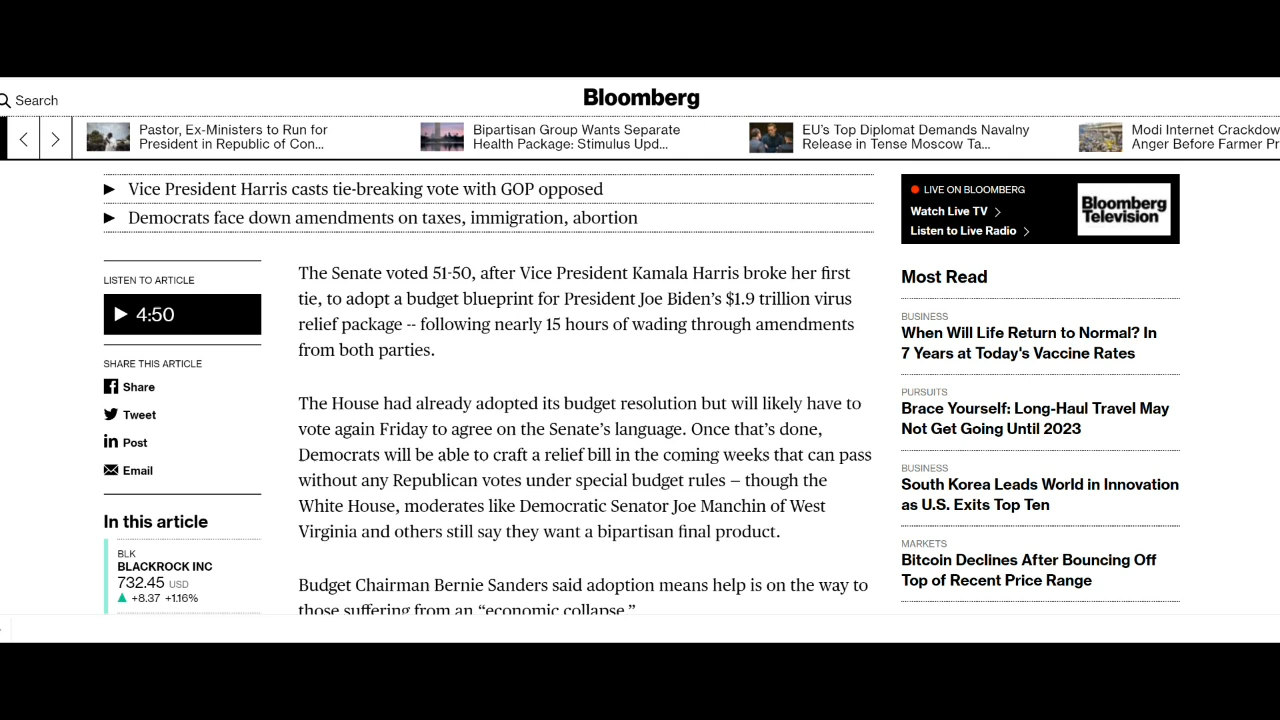 Search
Bloomberg
Pastor, Ex-Ministers to Run for
President in Republic of Con...
Bipartisan Group Wants Separate
Health Package: Stimulus Upd...
EU's Top Diplomat Demands Navalny
Release in Tense Moscow Ta...
Modi Internet Crackdow
Anger Before Farmer Pr
Vice President Harris casts tie-breaking vote with GOP opposed
Democrats face down amendments on taxes, immigration, abortion
LISTEN TO ARTICLE
4:50
SHARE THIS ARTICLE
Share
Tweet
Post
Email
In this article
BLK
BLACKROCK INC
732.45 USD
+8.37 +1.16%
The Senate voted 51-50, after Vice President Kamala Harris broke her first
tie, to adopt a budget blueprint for President Joe Biden's $1.9 trillion virus
relief package -- following nearly 15 hours of wading through amendments
from both parties.
The House had already adopted its budget resolution but will likely have to
vote again Friday to agree on the Senate's language. Once that's done,
Democrats will be able to craft a relief bill in the coming weeks that can pass
without any Republican votes under special budget rules – though the
White House, moderates like Democratic Senator Joe Manchin of West
Virginia and others still say they want a bipartisan final product.
Budget Chairman Bernie Sanders said adoption means help is on the way to
those suffering from an “economic collapse.”
LIVE ON BLOOMBERG
Watch Live TV
Listen to Live Radio
Bloomberg
Television
Most Read
BUSINESS
When Will Life Return to Normal? In
7 Years at Today's Vaccine Rates
PURSUITS
Brace Yourself: Long-Haul Travel May
Not Get Going Until 2023
BUSINESS
South Korea Leads World in Innovation
as U.S. Exits Top Ten
MARKETS
Bitcoin Declines After Bouncing Off
Top of Recent Price Range